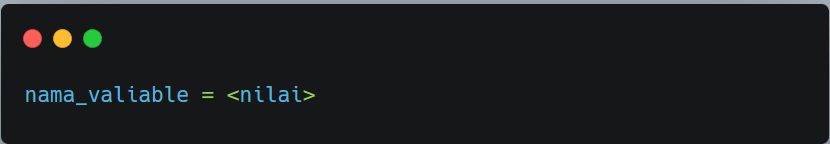 nama_valiable = <nilai>